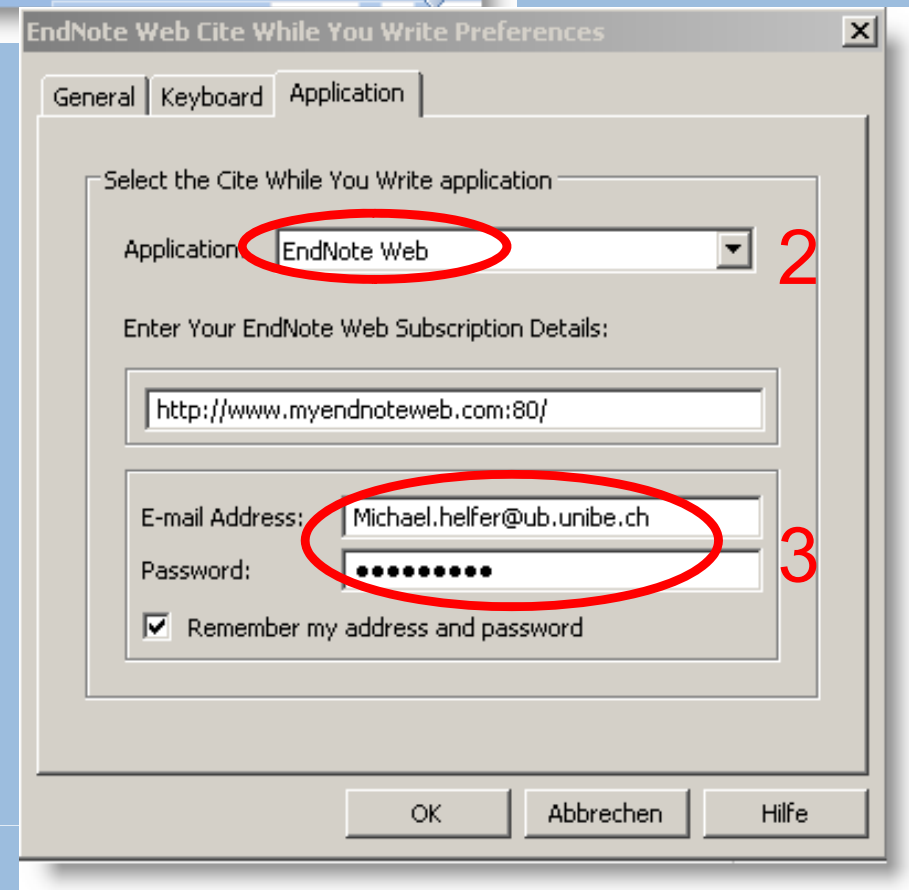 EndNote Web Cite While You Write Preferences
General Keyboard Application
Select the Cite While You Write application
Application: EndNote Web 2
Enter Your EndNote Web Subscription Details:
http://www.myendnoteweb.com:80/
E-mail Address: Michael.helfer@ub.unibe.ch
Password: ••••••••• 3
Remember my address and password
OK Abbrechen Hilfe